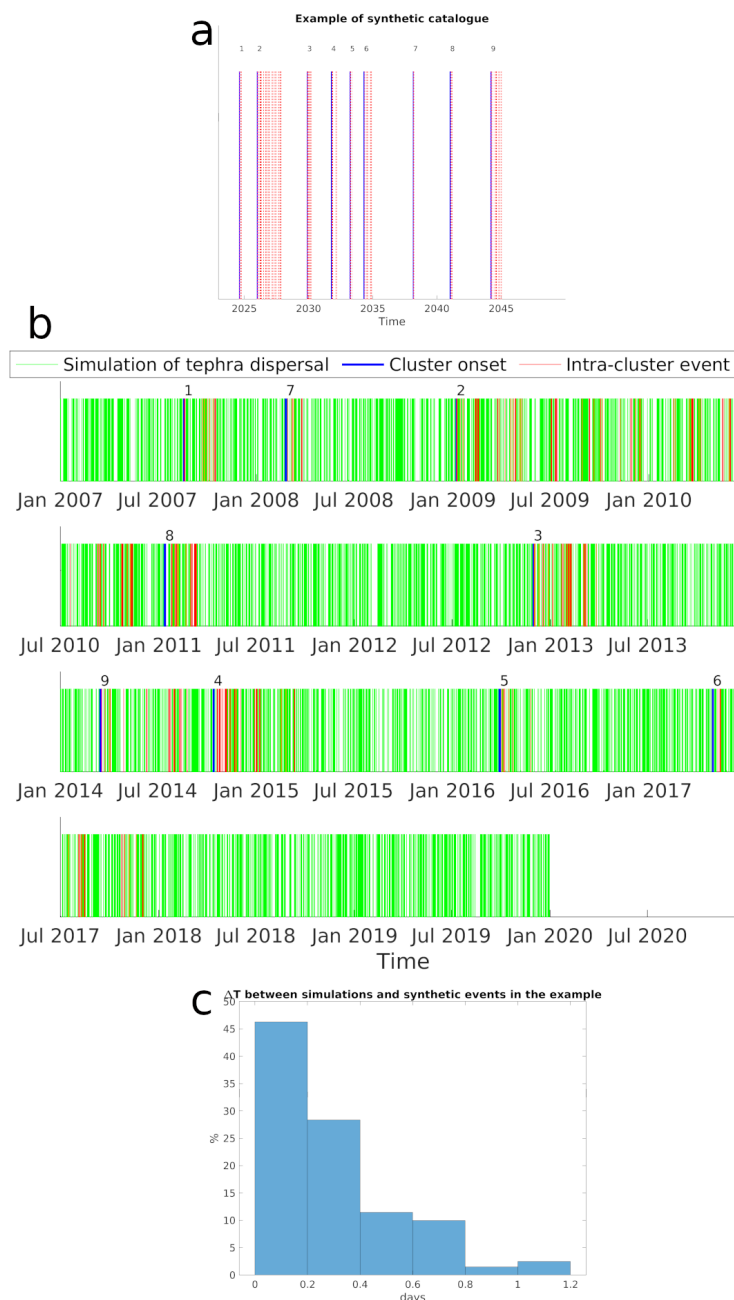 a
Example of synthetic catalogue
1 2 3 4 5 6 7 8 9
2025 2030 2035 2040 2045
Time
b
Simulation of tephra dispersal Cluster onset Intra-cluster event
1 7 2
Jan 2007 Jul 2007 Jan 2008 Jul 2008 Jan 2009 Jul 2009 Jan 2010
8 3
Jul 2010 Jan 2011 Jul 2011 Jan 2012 Jul 2012 Jan 2013 Jul 2013
9 4 5 6
Jan 2014 Jul 2014 Jan 2015 Jul 2015 Jan 2016 Jul 2016 Jan 2017
Jul 2017 Jan 2018 Jul 2018 Jan 2019 Jul 2019 Jan 2020 Jul 2020
Time
c
ΔT between simulations and synthetic events in the example
50
45
40
35
30
25
20
15
10
5
0
%
0 0.2 0.4 0.6 0.8 1 1.2
days